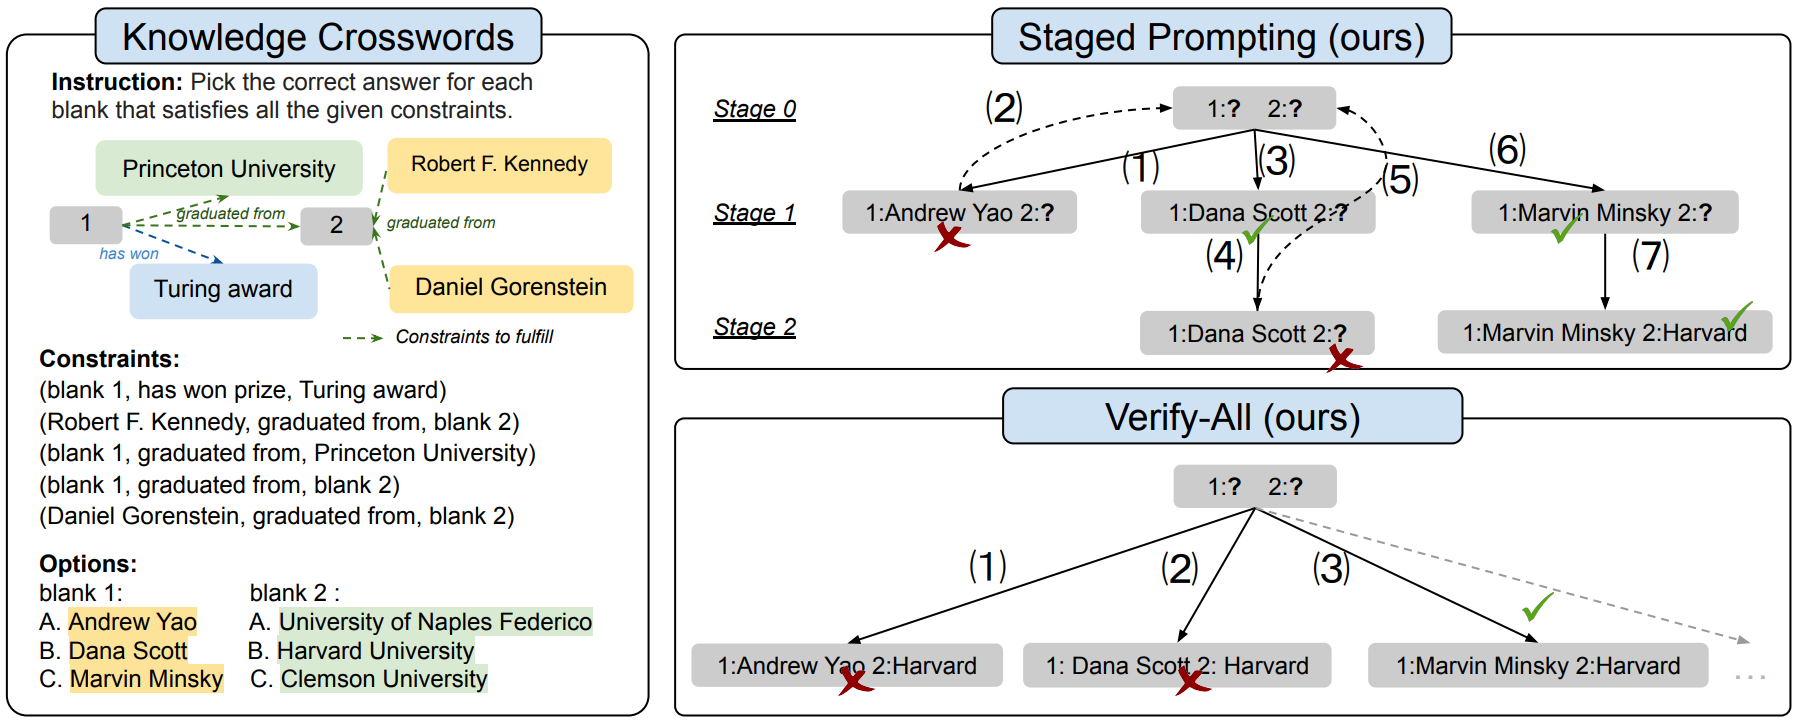 Knowledge Crosswords
Instruction: Pick the correct answer for each
blank that satisfies all the given constraints.
Princeton University
Robert F. Kennedy
1
graduated from
2
graduated from
has won
Turing award
Daniel Gorenstein
Constraints to fulfill
Constraints:
(blank 1, has won prize, Turing award)
(Robert F. Kennedy, graduated from, blank 2)
(blank 1, graduated from, Princeton University)
(blank 1, graduated from, blank 2)
(Daniel Gorenstein, graduated from, blank 2)
Options:
blank 1: blank 2 :
A. Andrew Yao A. University of Naples Federico
B. Dana Scott B. Harvard University
C. Marvin Minsky C. Clemson University
Staged Prompting (ours)
Stage 0
1:? 2:?
(2)
(1)
(3)
(5)
(6)
Stage 1
1:Andrew Yao 2:?
1:Dana Scott 2:?
1:Marvin Minsky 2:?
(4)
(7)
Stage 2
1:Dana Scott 2:?
1:Marvin Minsky 2:Harvard
Verify-All (ours)
1:? 2:?
(1)
(2)
(3)
1:Andrew Yao 2:Harvard
1: Dana Scott 2: Harvard
1:Marvin Minsky 2:Harvard
...